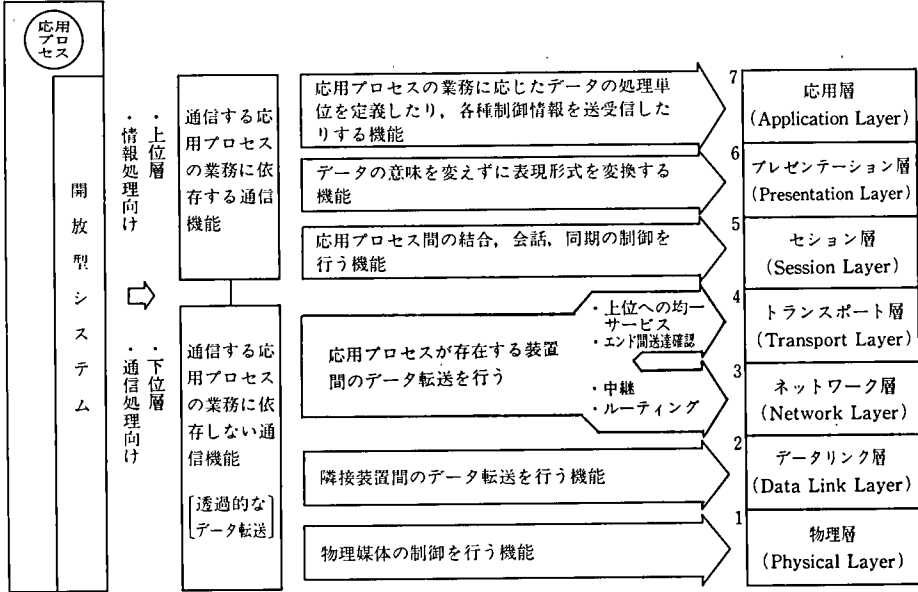 応用
プロ
セス
開放型システム
・上位層
・情報処理向け
・下位層
・通信処理向け
通信する応
用プロセス
の業務に依
存する通信
機能
通信する応
用プロセス
の業務に依
存しない通
信機能
[透過的な
データ転送]
応用プロセスの業務に応じたデータの処理単
位を定義したり，各種制御情報を送受信した
りする機能
7
応用層
(Application Layer)
データの意味を変えずに表現形式を変換する
機能
6
プレゼンテーション層
(Presentation Layer)
応用プロセス間の結合，会話，同期の制御を
行う機能
5
セション層
(Session Layer)
応用プロセスが存在する装置
間のデータ転送を行う
・上位への均一
サービス
・エンド間送達確認
4
トランスポート層
(Transport Layer)
・中継
・ルーティング
3
ネットワーク層
(Network Layer)
隣接装置間のデータ転送を行う機能
2
データリンク層
(Data Link Layer)
物理媒体の制御を行う機能
1
物理層
(Physical Layer)